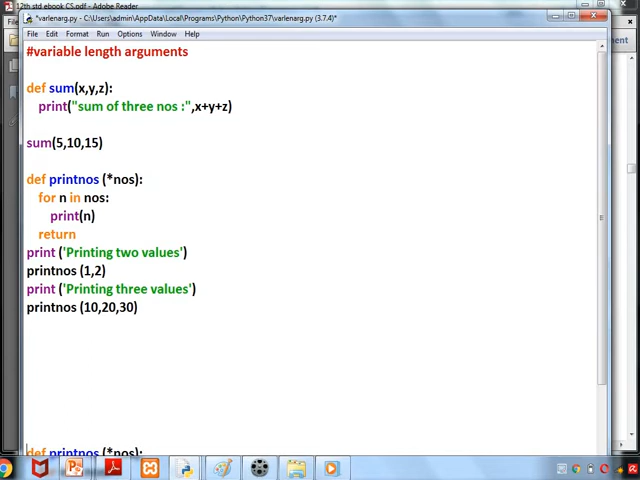 12th std ebook CS.pdf - Adobe Reader
*varlenarg.py - C:\Users\admin\AppData\Local\Programs\Python\Python37\varlenarg.py (3.7.4)*
File Edit Format Run Options Window Help
#variable length arguments
def sum(x,y,z):
print("sum of three nos :",x+y+z)
sum(5,10,15)
def printnos (*nos):
for n in nos:
print(n)
return
print ('Printing two values')
printnos (1,2)
print ('Printing three values')
printnos (10,20,30)
def printnos (*nos):